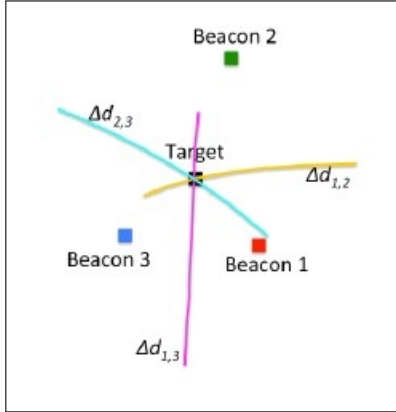 Beacon 2
Δd2,3
Target
Δd1,2
Beacon 3
Beacon 1
Δd1,3